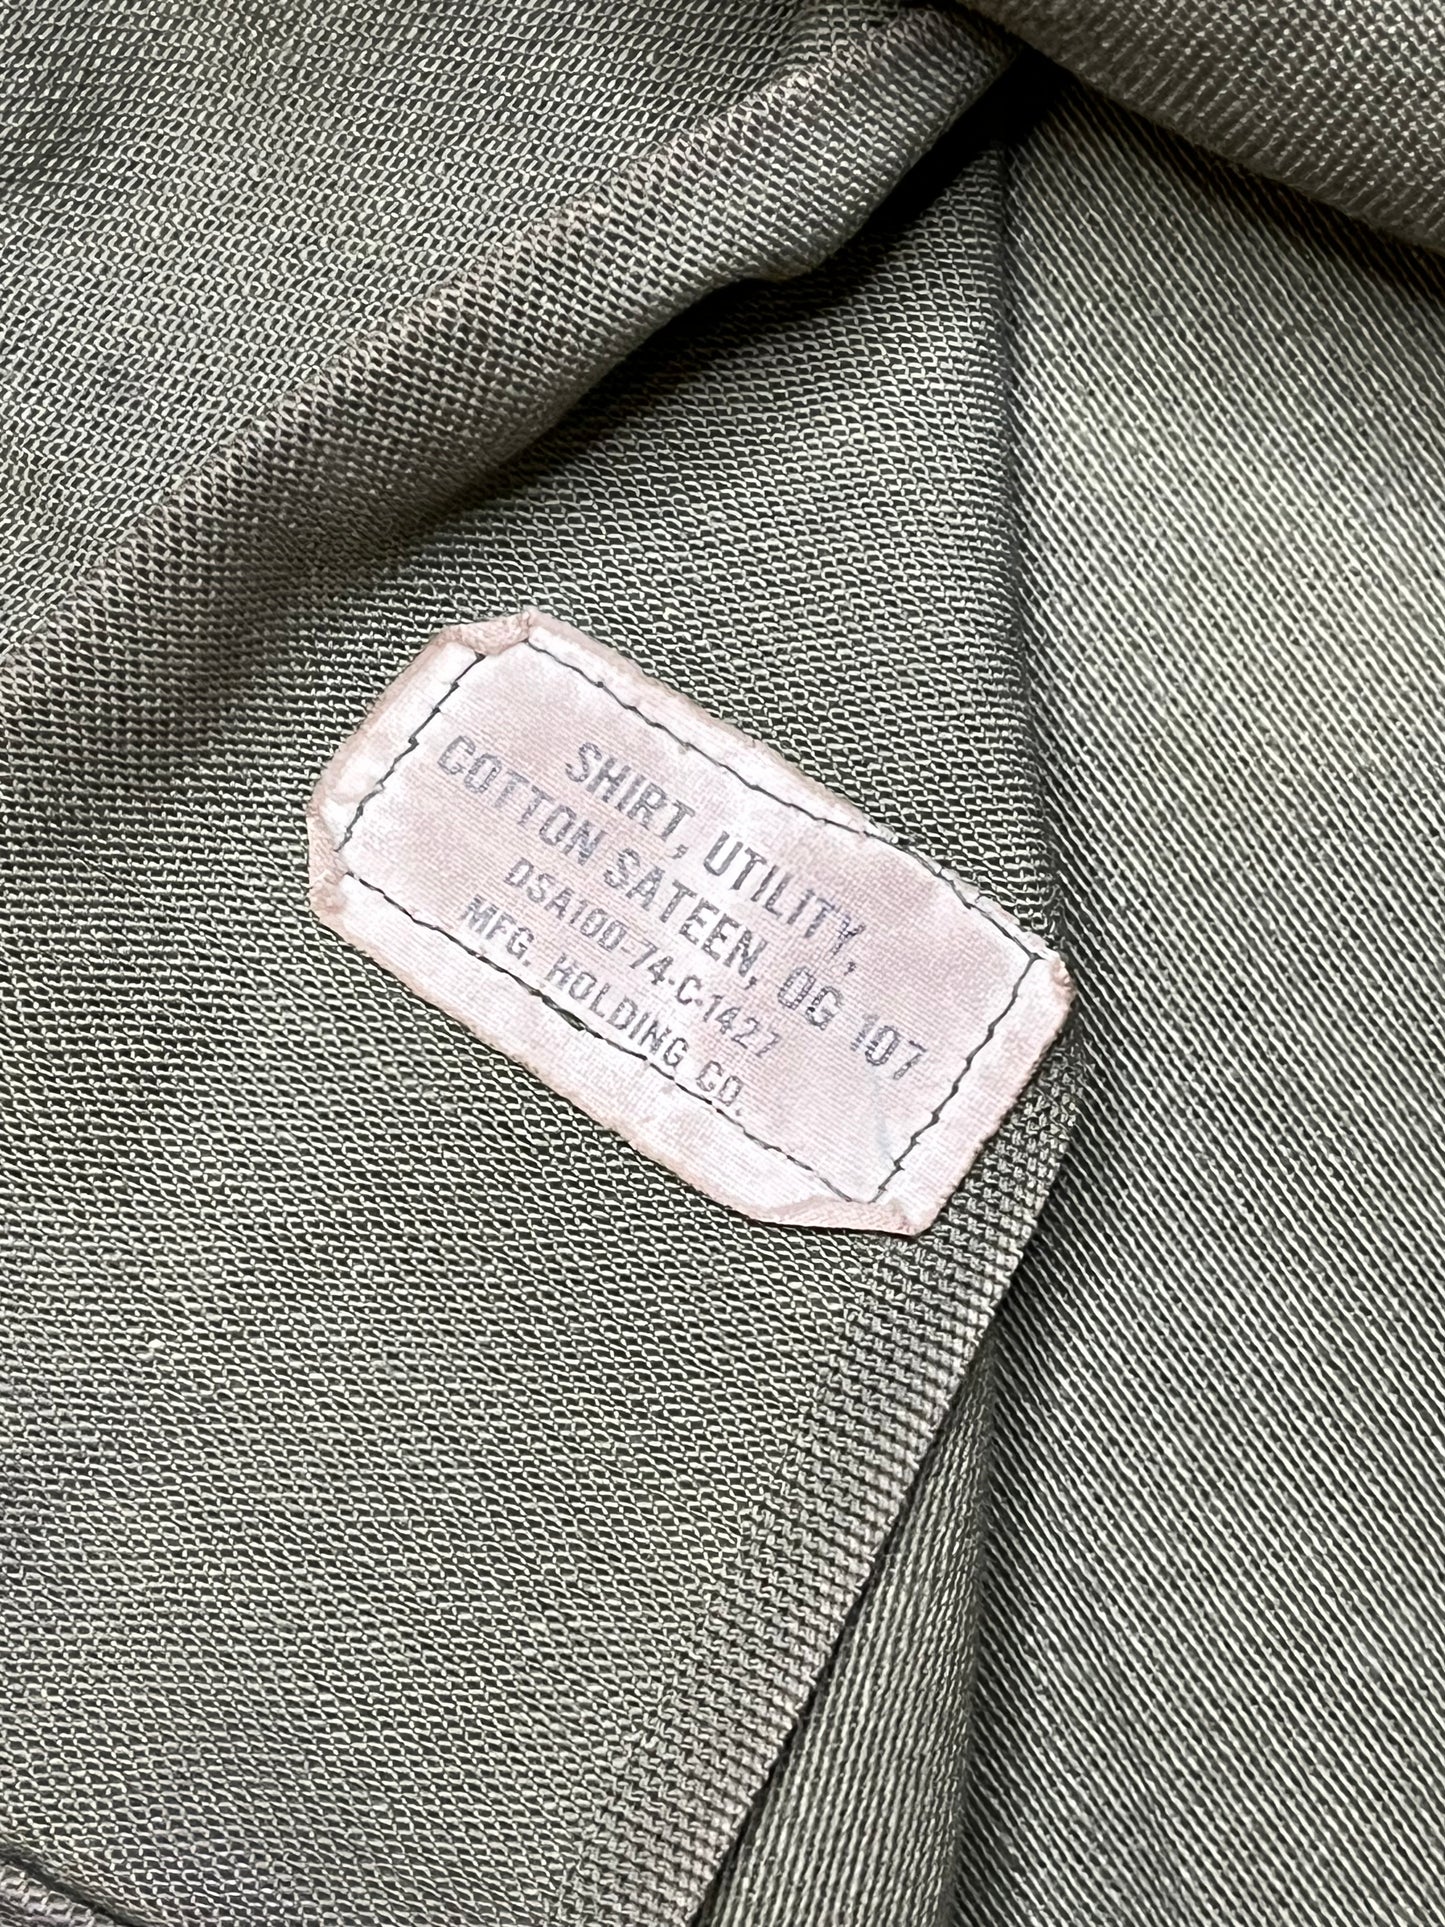 SHIRT, UTILITY,
COTTON SATEEN, OG 107
DSA100-74-C-1427
MFG. HOLDING CO.